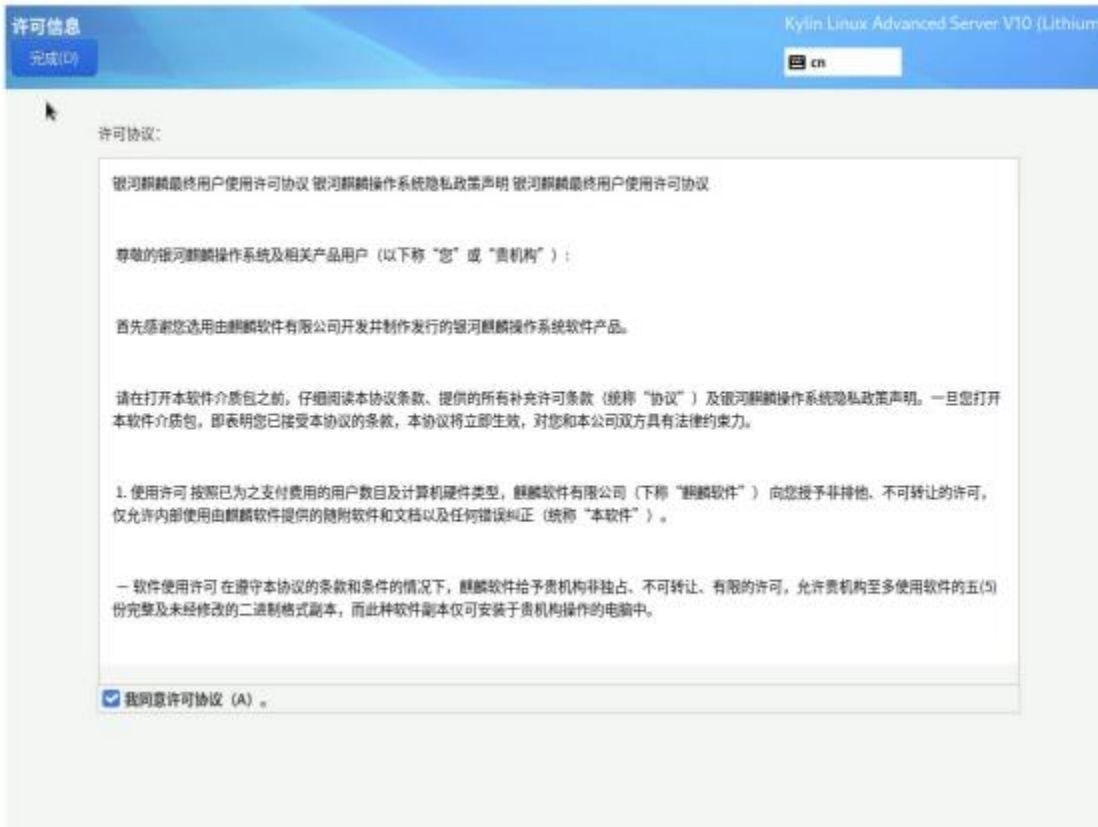 许可信息
Kylin Linux Advanced Server V10 (Lithium
完成(D)
cn
许可协议：
银河麒麟最终用户使用许可协议 银河麒麟操作系统隐私政策声明 银河麒麟最终用户使用许可协议
尊敬的银河麒麟操作系统及相关产品用户（以下称“您”或“贵机构”）：
首先感谢您选用由麒麟软件有限公司开发并制作发行的银河麒麟操作系统软件产品。
请在打开本软件介质包之前，仔细阅读本协议条款、提供的所有补充许可条款（统称“协议”）及银河麒麟操作系统隐私政策声明。一旦您打开
本软件介质包，即表明您已接受本协议的条款，本协议将立即生效，对您和本公司双方具有法律约束力。
1. 使用许可 按照已为之支付费用的用户数目及计算机硬件类型，麒麟软件有限公司（下称“麒麟软件”） 向您授予非排他、不可转让的许可，
仅允许内部使用由麒麟软件提供的随附软件和文档以及任何错误纠正（统称“本软件”）。
— 软件使用许可 在遵守本协议的条款和条件的情况下，麒麟软件给予贵机构非独占、不可转让、有限的许可，允许贵机构至多使用软件的五(5)
份完整及未经修改的二进制格式副本，而此种软件副本仅可安装于贵机构操作的电脑中。
我同意许可协议（A）。